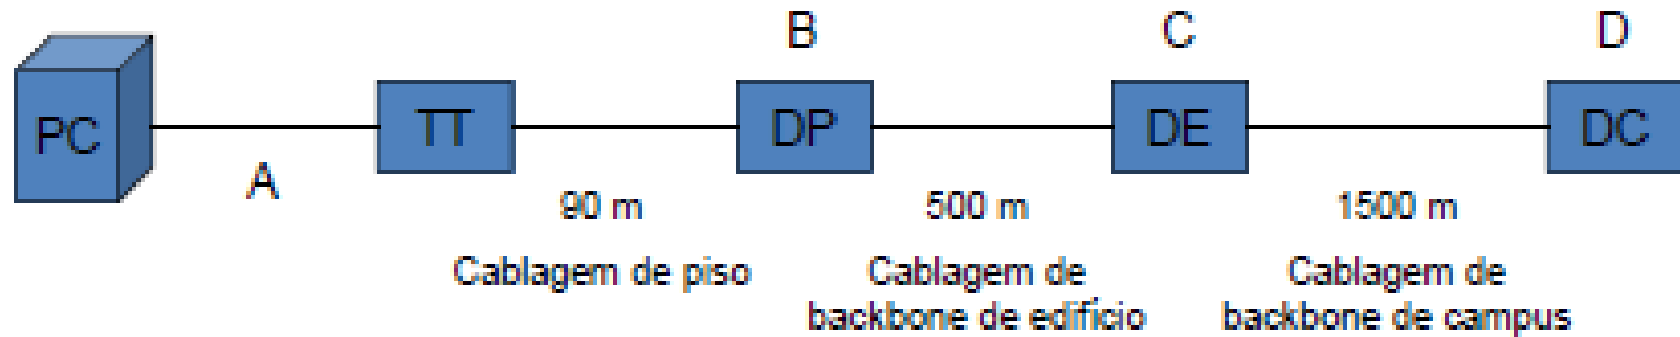 B
C
D
PC
TT
DP
DE
DC
A
90 m
500 m
1500 m
Cablagem de piso
Cablagem de
backbone de edifício
Cablagem de
backbone de campus